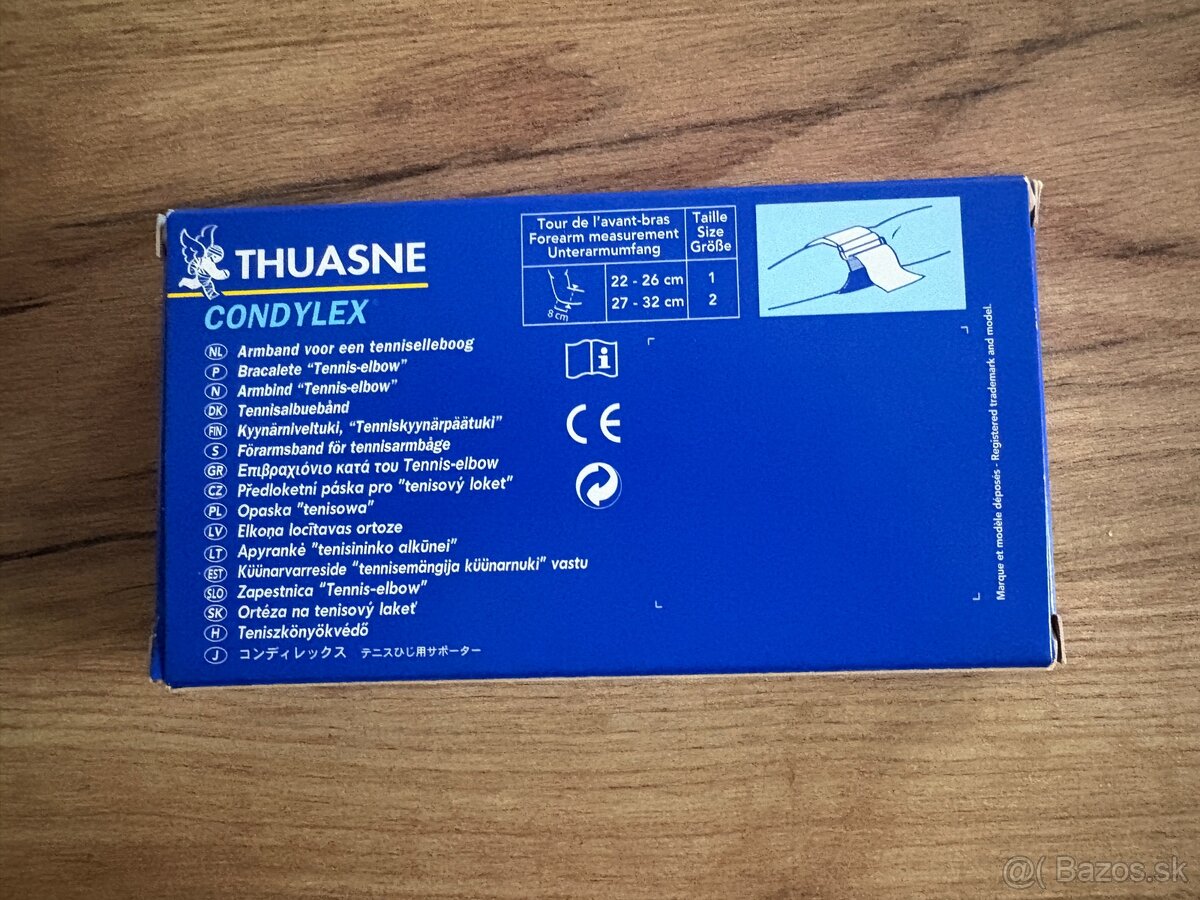 THUASNE
CONDYLEX
NL Armband voor een tenniselleboog
P Bracalete “Tennis-elbow”
N Armbind “Tennis-elbow”
DK Tennisalbuebånd
FIN Kyynärniveltuki, “Tenniskyynärpäätuki”
S Förarmsband för tennisarmbåge
GR Επιβραχιόνιο κατά του Tennis-elbow
CZ Předloketní páska pro "tenisový loket"
PL Opaska "tenisowa"
LV Elkoņa locītavas ortoze
LT Apyrankė "tenisininko alkūnei"
EST Küünarvarreside "tennisemängija küünarnuki" vastu
SLO Zapestnica “Tennis-elbow”
SK Ortéza na tenisový lakeť
H Teniszkönyökvédő
J コンディレックス テニスひじ用サポーター
Tour de l'avant-bras
Forearm measurement
Unterarmumfang
Taille
Size
Größe
8 cm
22 - 26 cm 1
27 - 32 cm 2
i
CE
Marque et modèle déposés - Registered trademark and model.
@( Bazos.sk